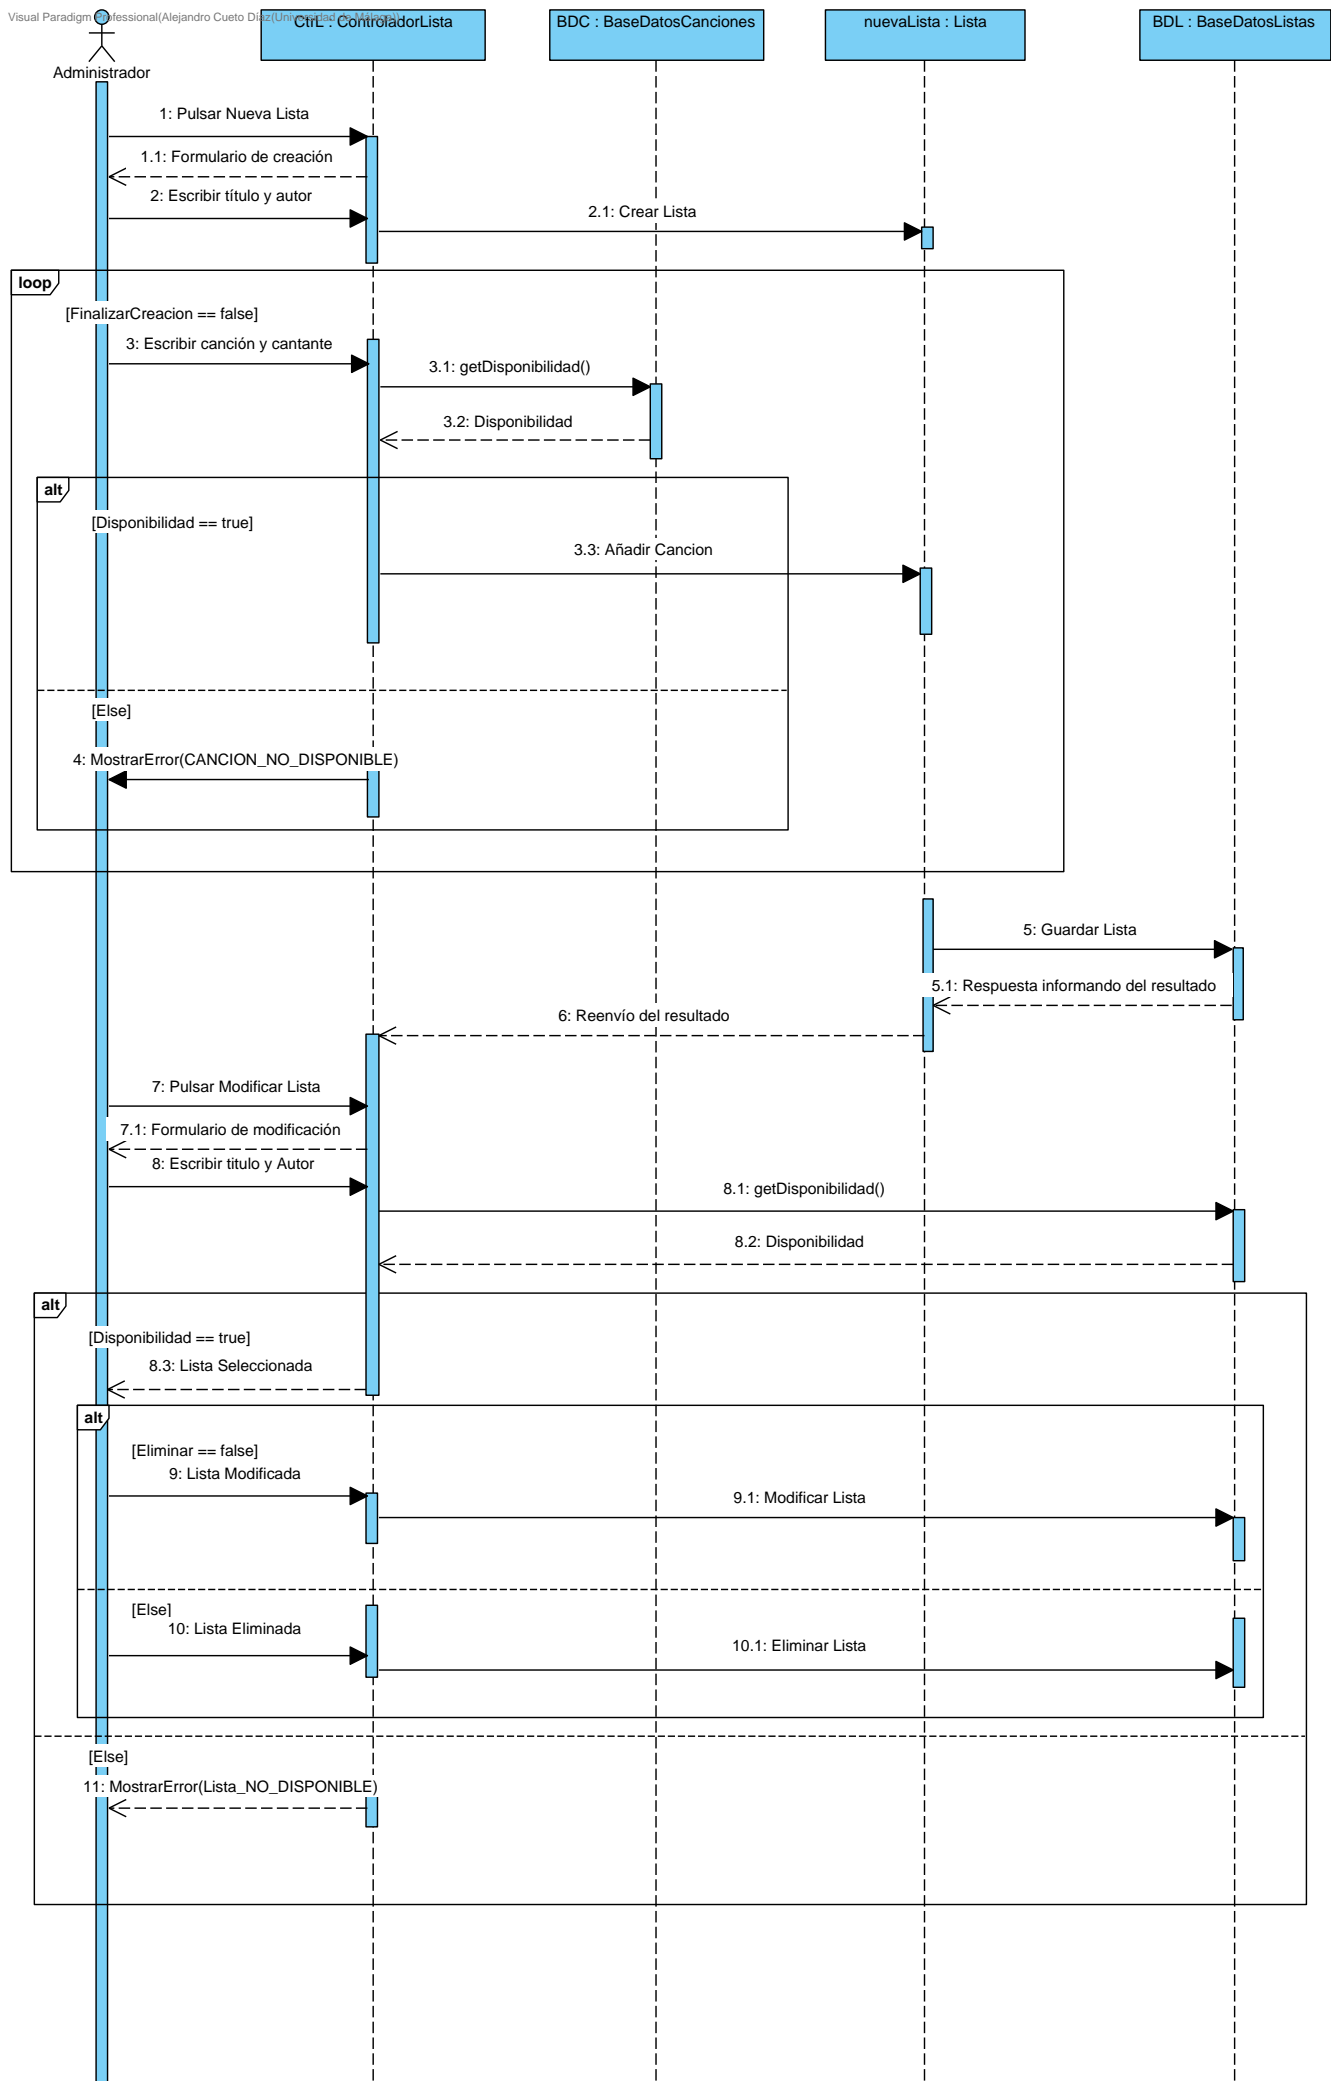 Visual Paradigm Professional(Alejandro Cueto Díaz(Universidad de Málaga))
CtrL : ControladorLista
BDC : BaseDatosCanciones
nuevaLista : Lista
BDL : BaseDatosListas
Administrador
1: Pulsar Nueva Lista
1.1: Formulario de creación
2: Escribir título y autor
2.1: Crear Lista
loop
[FinalizarCreacion == false]
3: Escribir canción y cantante
3.1: getDisponibilidad()
3.2: Disponibilidad
alt
[Disponibilidad == true]
3.3: Añadir Cancion
[Else]
4: MostrarError(CANCION_NO_DISPONIBLE)
5: Guardar Lista
5.1: Respuesta informando del resultado
6: Reenvío del resultado
7: Pulsar Modificar Lista
7.1: Formulario de modificación
8: Escribir titulo y Autor
8.1: getDisponibilidad()
8.2: Disponibilidad
alt
[Disponibilidad == true]
8.3: Lista Seleccionada
alt
[Eliminar == false]
9: Lista Modificada
9.1: Modificar Lista
[Else]
10: Lista Eliminada
10.1: Eliminar Lista
[Else]
11: MostrarError(Lista_NO_DISPONIBLE)